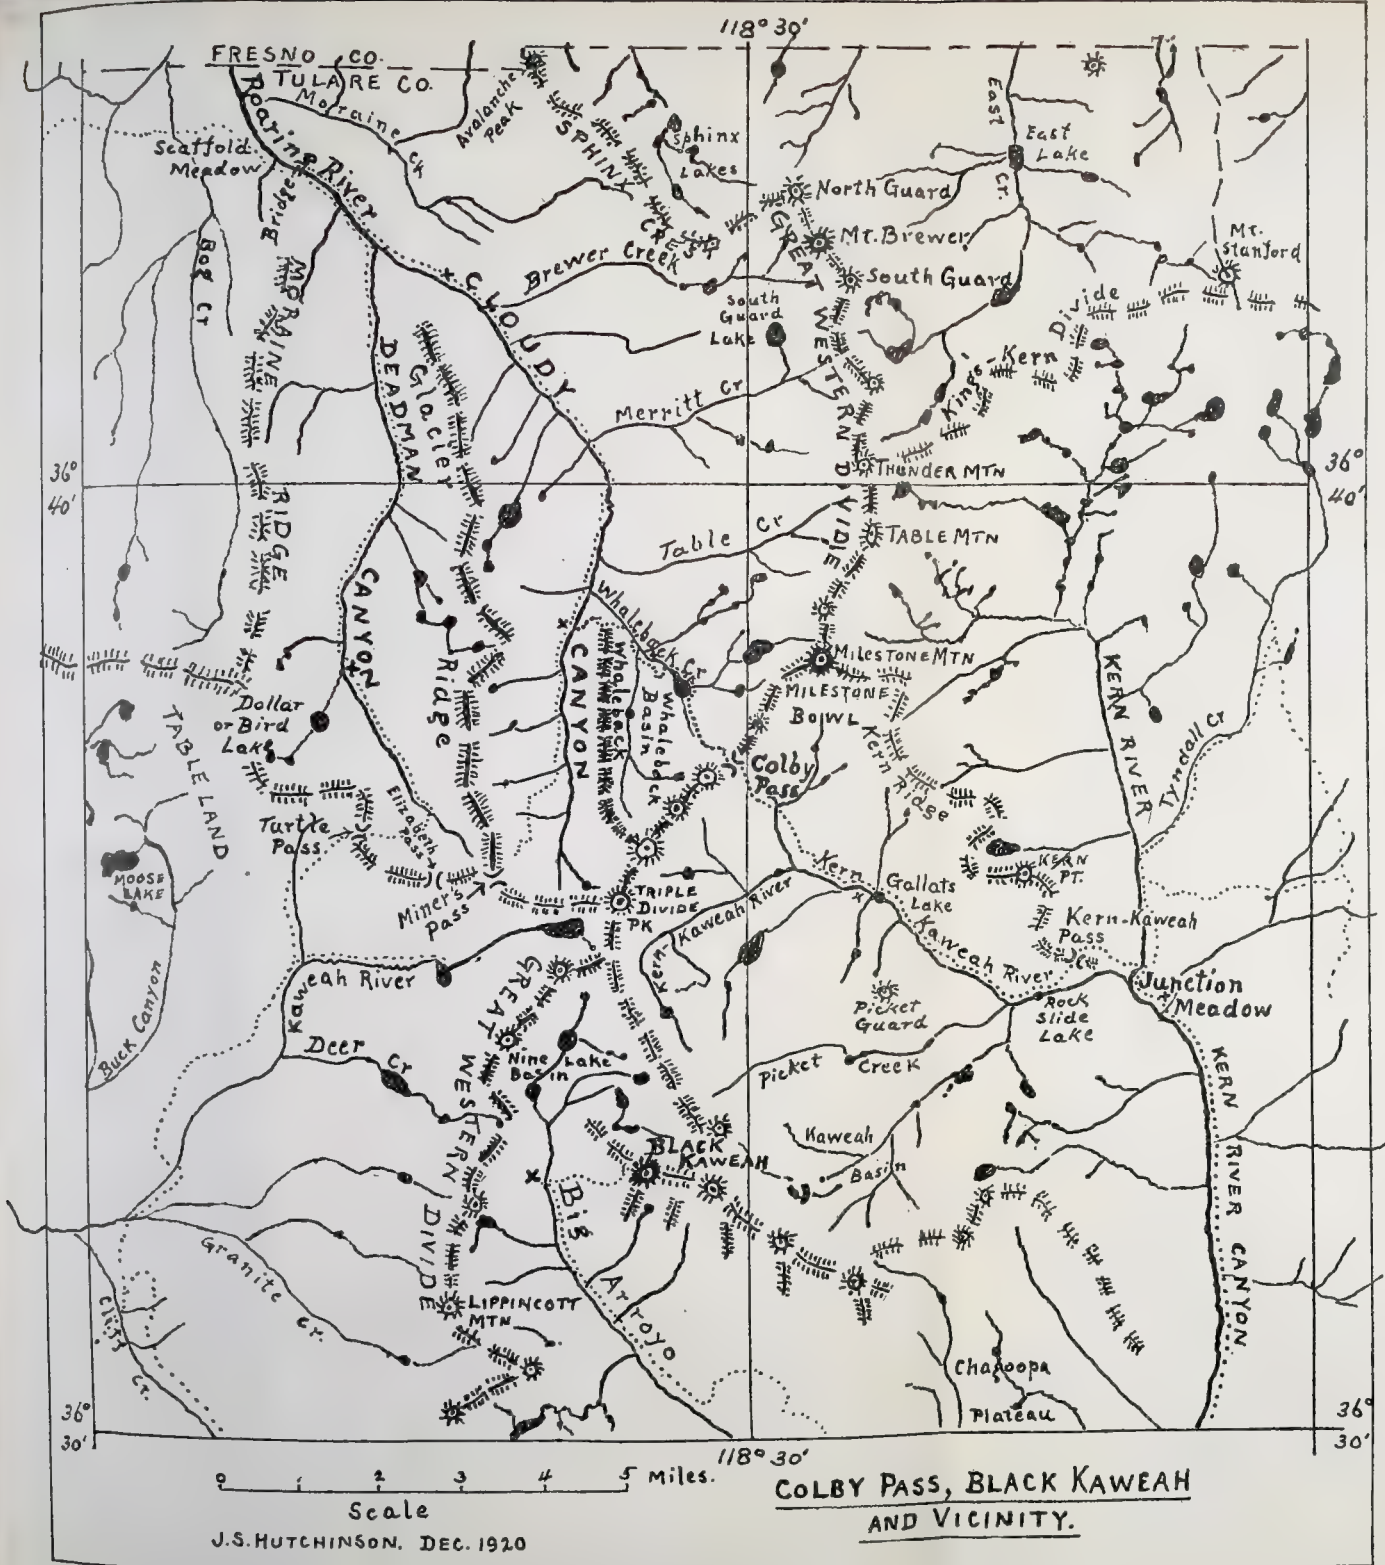 118° 30'
FRESNO CO.
TULARE CO.
Roaring River
Moraine
ck
Avalanche
Peak
SPHINX
CREST
Sphinx
Lakes
East
East
Lake
Cr.
Scaffold
Meadow
Bridge
North Guard
Mt. Brewer
South Guard
Mt.
Stanford
Bog Cr
MORAINE
RIDGE
Brewer Creek
CLOUDY
CANYON
South
Guard
Lake
GREAT
WESTERN
DIVIDE
Kings-Kern
Divide
DEADMAN
CANYON
Glacier
Ridge
Merritt Cr
36°
40'
THUNDER MTN
36°
40'
Table Cr
TABLE MTN
Whaleback Cr
Whaleback
Whaleback
Basin
MILESTONE MTN
MILESTONE
BOWL
KERN RIVER
Dollar
or Bird
Lake
TABLE LAND
Kern Ridge
Tyndall Cr
Colby
Pass
Turtle
Pass
Elizabeth
Pass
MOOSE
LAKE
Miner's
Pass
TRIPLE
DIVIDE
PK
Kern-
Kaweah River
Kern
Gallats
Lake
Kaweah River
KERN
PT.
Kern-Kaweah
Pass
Kaweah River
Junction
Meadow
Buck Canyon
Picket
Guard
Rock
Slide
Lake
Deer Cr
GREAT
WESTERN
DIVIDE
Nine Lake
Basin
Picket Creek
BLACK
KAWEAH
Kaweah
Basin
KERN RIVER CANYON
Big
Arroyo
Granite
Cr.
Cliff
Cr.
LIPPINCOTT
MTN
Chagoopa
Plateau
36°
30'
36°
30'
118° 30'
0 1 2 3 4 5 Miles.
Scale
J.S. HUTCHINSON. DEC. 1920
COLBY PASS, BLACK KAWEAH
AND VICINITY.